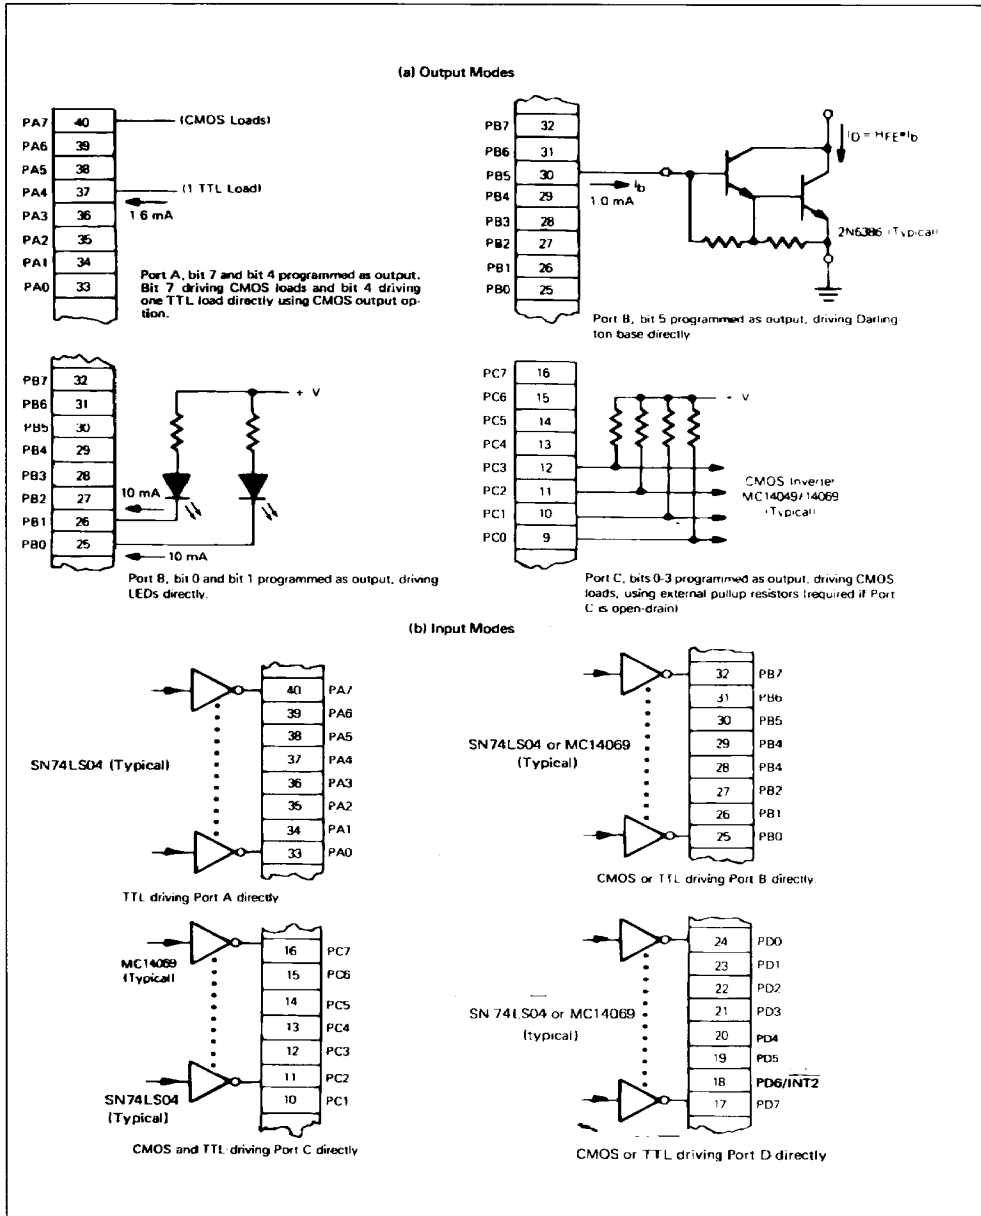 (a) Output Modes
PA7 40 (CMOS Loads)
PA6 39
PA5 38
PA4 37 (1 TTL Load)
1.6 mA
PA3 36
PA2 35
PA1 34
PA0 33
Port A, bit 7 and bit 4 programmed as output.
Bit 7 driving CMOS loads and bit 4 driving
one TTL load directly using CMOS output op-
tion.
PB7 32
PB6 31
PB5 30
PB4 29
PB3 28
PB2 27
PB1 26
PB0 25
Ib
1.0 mA
IO = HFE•Ib
2N6386 (Typical)
Port B, bit 5 programmed as output, driving Darling
ton base directly
PB7 32
PB6 31
PB5 30
PB4 29
PB3 28
PB2 27
PB1 26
PB0 25
+ V
10 mA
10 mA
Port B, bit 0 and bit 1 programmed as output, driving
LEDs directly.
PC7 16
PC6 15
PC5 14
PC4 13
PC3 12
PC2 11
PC1 10
PC0 9
+ V
CMOS Inverter
MC14049/14069
(Typical)
Port C, bits 0-3 programmed as output, driving CMOS
loads, using external pullup resistors (required if Port
C is open-drain)
(b) Input Modes
SN74LS04 (Typical)
40 PA7
39 PA6
38 PA5
37 PA4
36 PA3
35 PA2
34 PA1
33 PA0
TTL driving Port A directly
SN74LS04 or MC14069
(Typical)
32 PB7
31 PB6
30 PB5
29 PB4
28 PB4
27 PB2
26 PB1
25 PB0
CMOS or TTL driving Port B directly.
MC14069
(Typical)
SN74LS04
(Typical)
16 PC7
15 PC6
14 PC5
13 PC4
12 PC3
11 PC2
10 PC1
CMOS and TTL driving Port C directly
SN 74LS04 or MC14069
(typical)
24 PD0
23 PD1
22 PD2
21 PD3
20 PD4
19 PD5
18 PD6/INT2
17 PD7
CMOS or TTL driving Port D directly